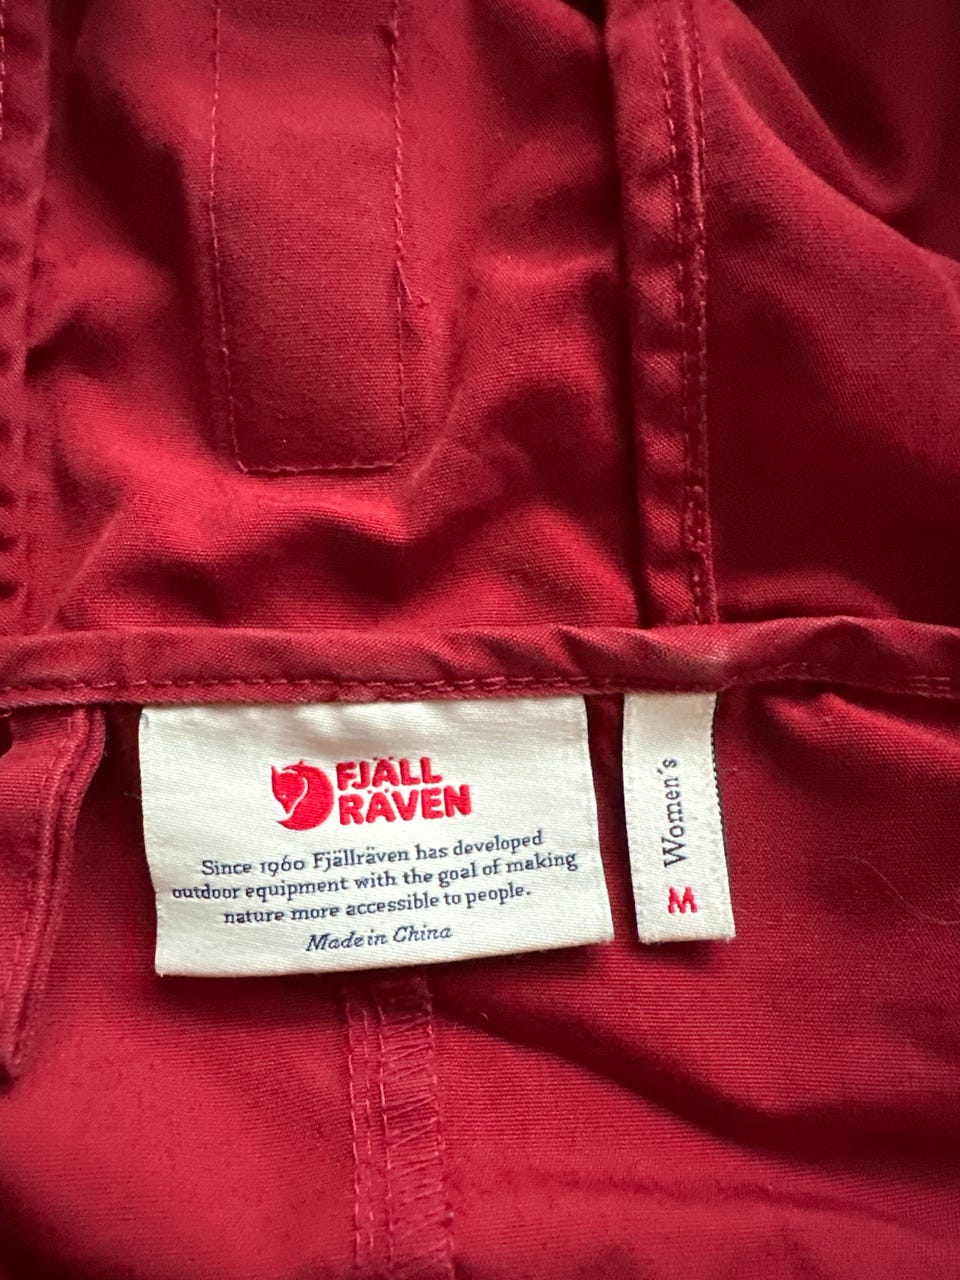 FJÄLL
RÄVEN
Since 1960 Fjällräven has developed
outdoor equipment with the goal of making
nature more accessible to people.
Made in China
Women's
M